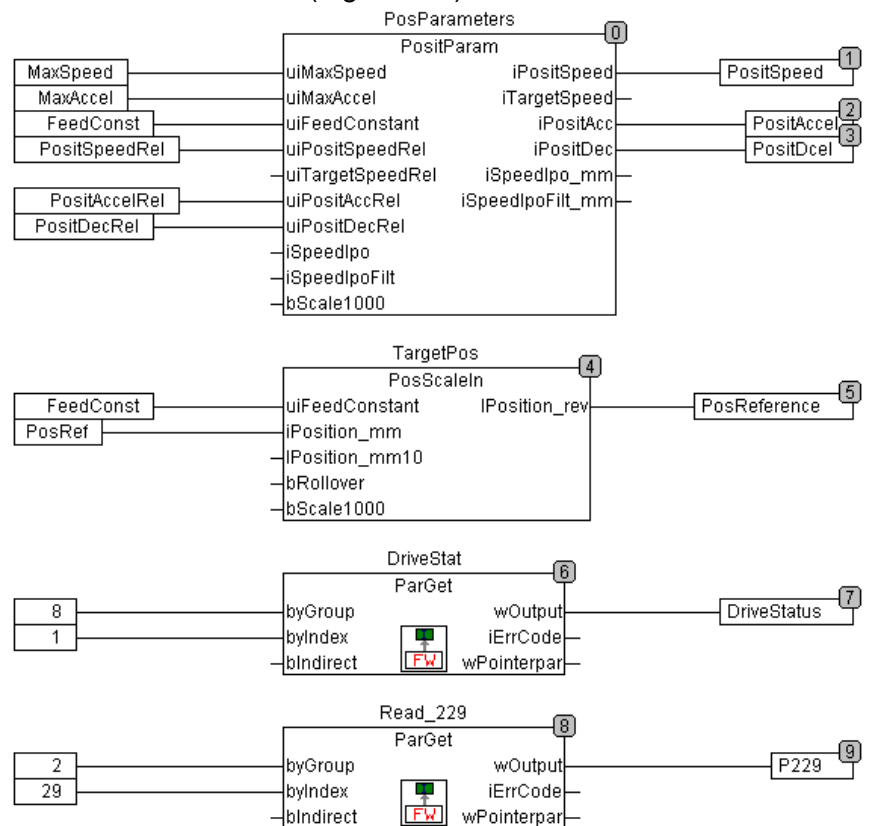 PosParameters
0
PositParam
1
MaxSpeed uiMaxSpeed iPositSpeed PositSpeed
MaxAccel uiMaxAccel iTargetSpeed
2
FeedConst uiFeedConstant iPositAcc PositAccel
3
PositSpeedRel uiPositSpeedRel iPositDec PositDcel
uiTargetSpeedRel iSpeedIpo_mm
PositAccelRel uiPositAccRel iSpeedIpoFilt_mm
PositDecRel uiPositDecRel
iSpeedIpo
iSpeedIpoFilt
bScale1000
TargetPos
4
PosScaleIn
5
FeedConst uiFeedConstant lPosition_rev PosReference
PosRef iPosition_mm
lPosition_mm10
bRollover
bScale1000
DriveStat
6
ParGet
7
8 byGroup wOutput DriveStatus
1 byIndex iErrCode
bIndirect FW wPointerpar
Read_229
8
ParGet
9
2 byGroup wOutput P229
29 byIndex iErrCode
bIndirect FW wPointerpar